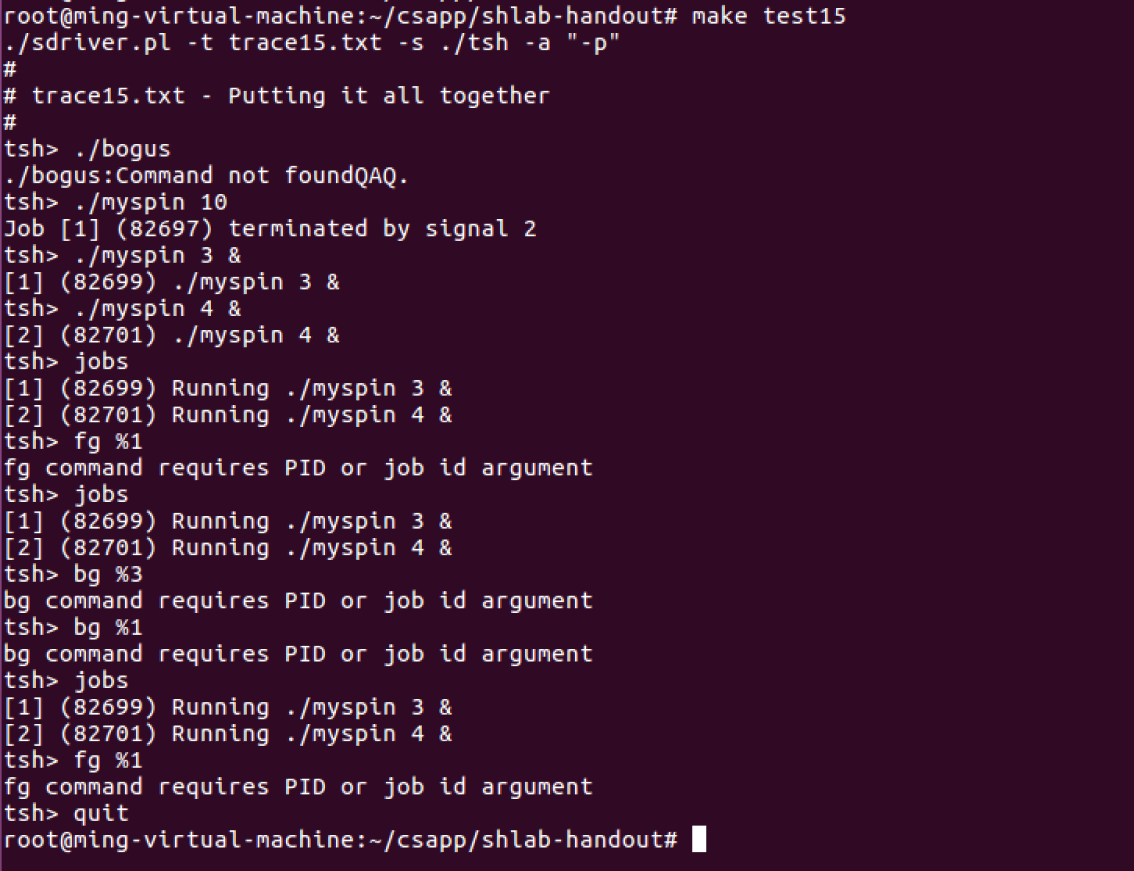 root@ming-virtual-machine:~/csapp/shlab-handout# make test15
./sdriver.pl -t trace15.txt -s ./tsh -a "-p"
#
# trace15.txt - Putting it all together
#
tsh> ./bogus
./bogus:Command not foundQAQ.
tsh> ./myspin 10
Job [1] (82697) terminated by signal 2
tsh> ./myspin 3 &
[1] (82699) ./myspin 3 &
tsh> ./myspin 4 &
[2] (82701) ./myspin 4 &
tsh> jobs
[1] (82699) Running ./myspin 3 &
[2] (82701) Running ./myspin 4 &
tsh> fg %1
fg command requires PID or job id argument
tsh> jobs
[1] (82699) Running ./myspin 3 &
[2] (82701) Running ./myspin 4 &
tsh> bg %3
bg command requires PID or job id argument
tsh> bg %1
bg command requires PID or job id argument
tsh> jobs
[1] (82699) Running ./myspin 3 &
[2] (82701) Running ./myspin 4 &
tsh> fg %1
fg command requires PID or job id argument
tsh> quit
root@ming-virtual-machine:~/csapp/shlab-handout#